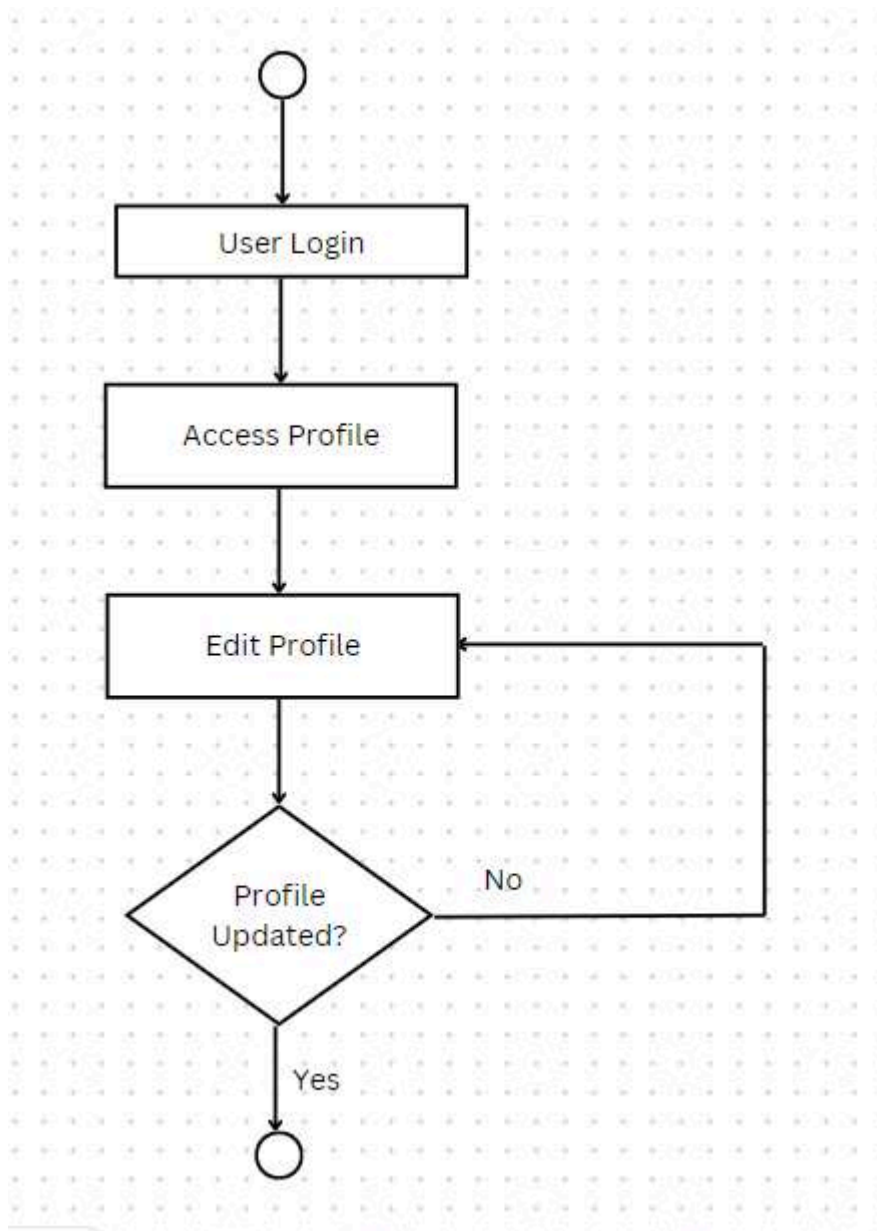 User Login
Access Profile
Edit Profile
Profile
Updated?
No
Yes